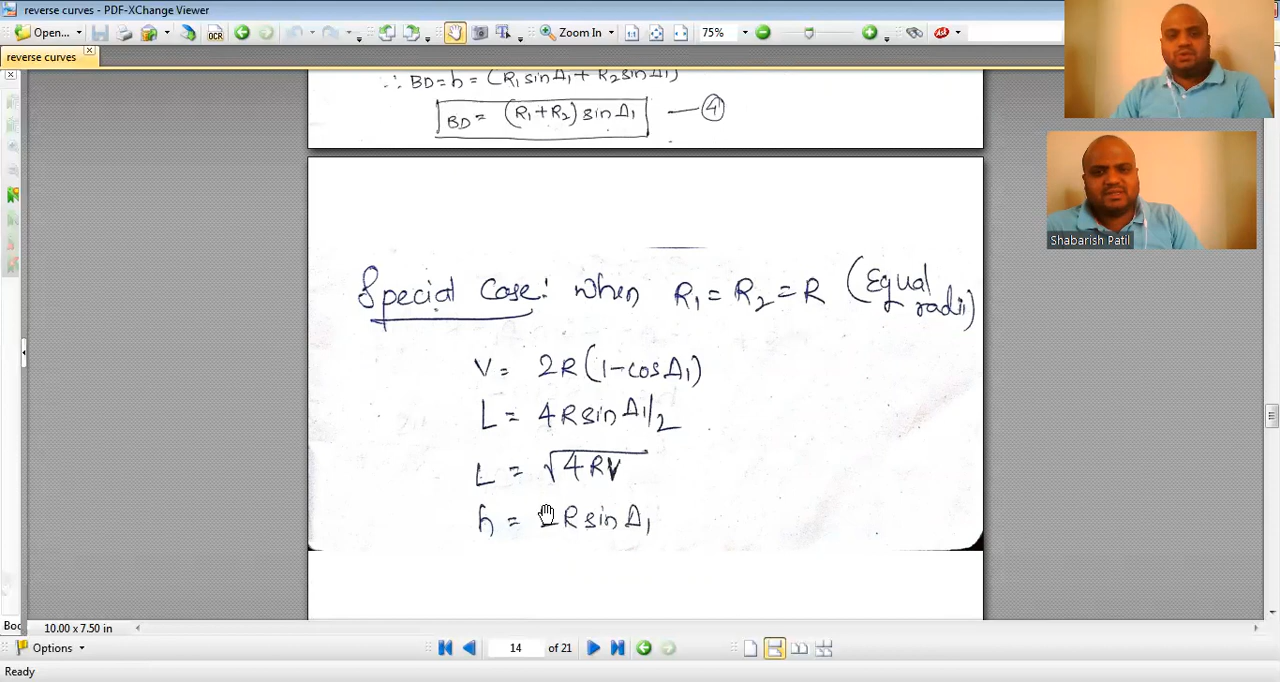 reverse curves - PDF-XChange Viewer
Open...
OCR
Zoom In
75%
reverse curves
∴ BD = h = (R₁ sin Δ₁ + R₂ sin Δ₁)
BD = (R₁+R₂) sin Δ₁ — ④
Special Case: When R₁ = R₂ = R (Equal radii)
V = 2R(1-cosΔ₁)
L = 4R sin Δ₁/2
L = √4RV
h = 2R sin Δ₁
Shabarish Patil
10.00 x 7.50 in
Options
14 of 21
Ready